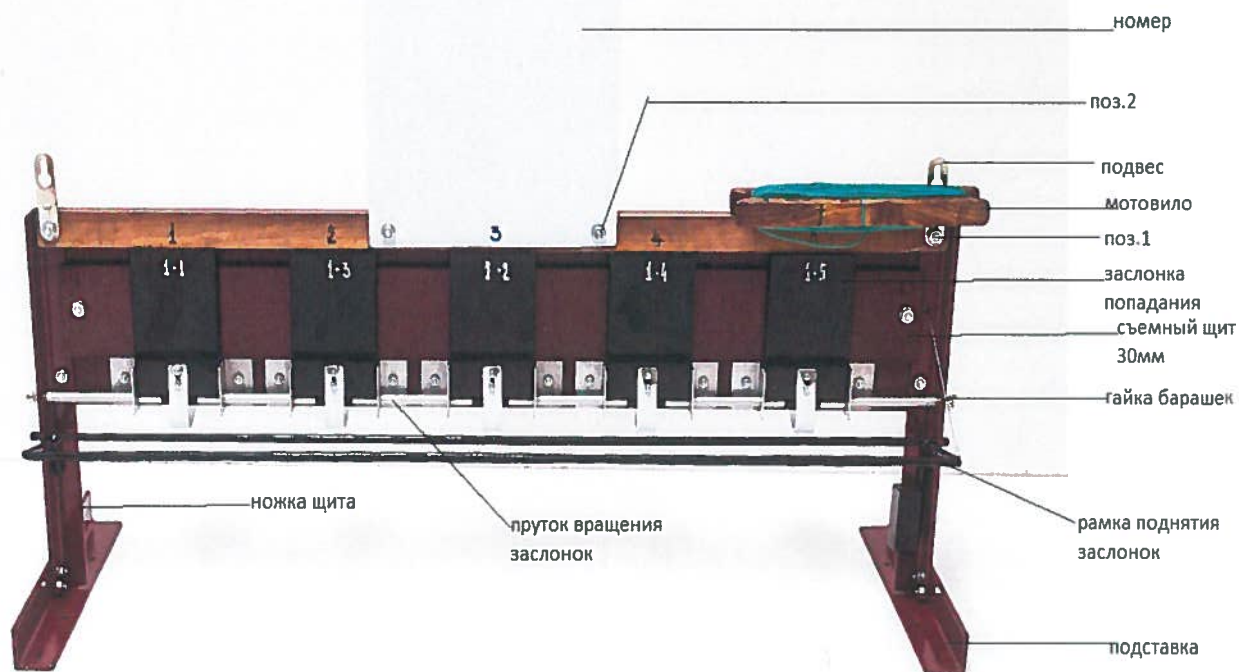 номер
поз.2
подвес
мотовило
поз.1
1 2 3 4
1·1 1·3 1·2 1·4 1·5
заслонка
попадания
съемный щит
30мм
гайка барашек
ножка щита
пруток вращения
заслонок
рамка поднятия
заслонок
подставка